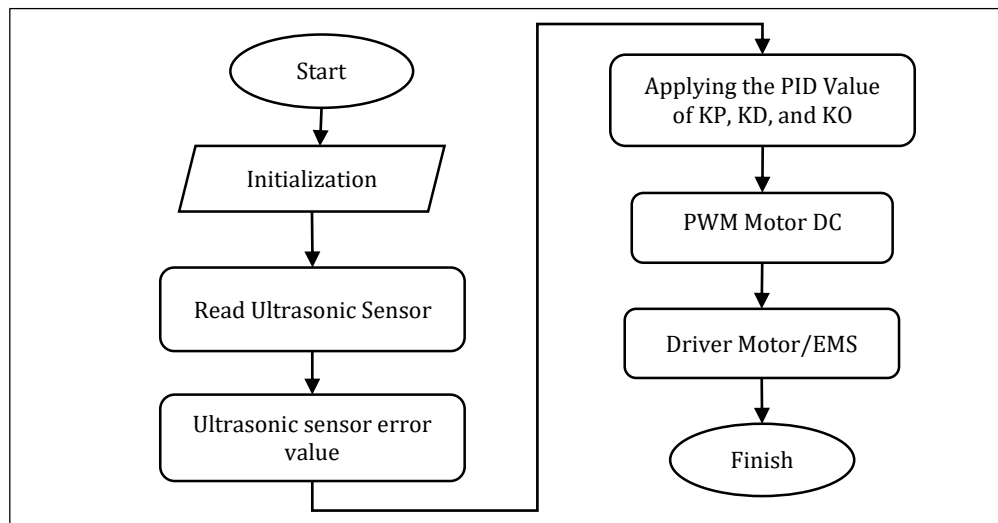 Start
Initialization
Read Ultrasonic Sensor
Ultrasonic sensor error
value
Applying the PID Value
of KP, KD, and KO
PWM Motor DC
Driver Motor/EMS
Finish